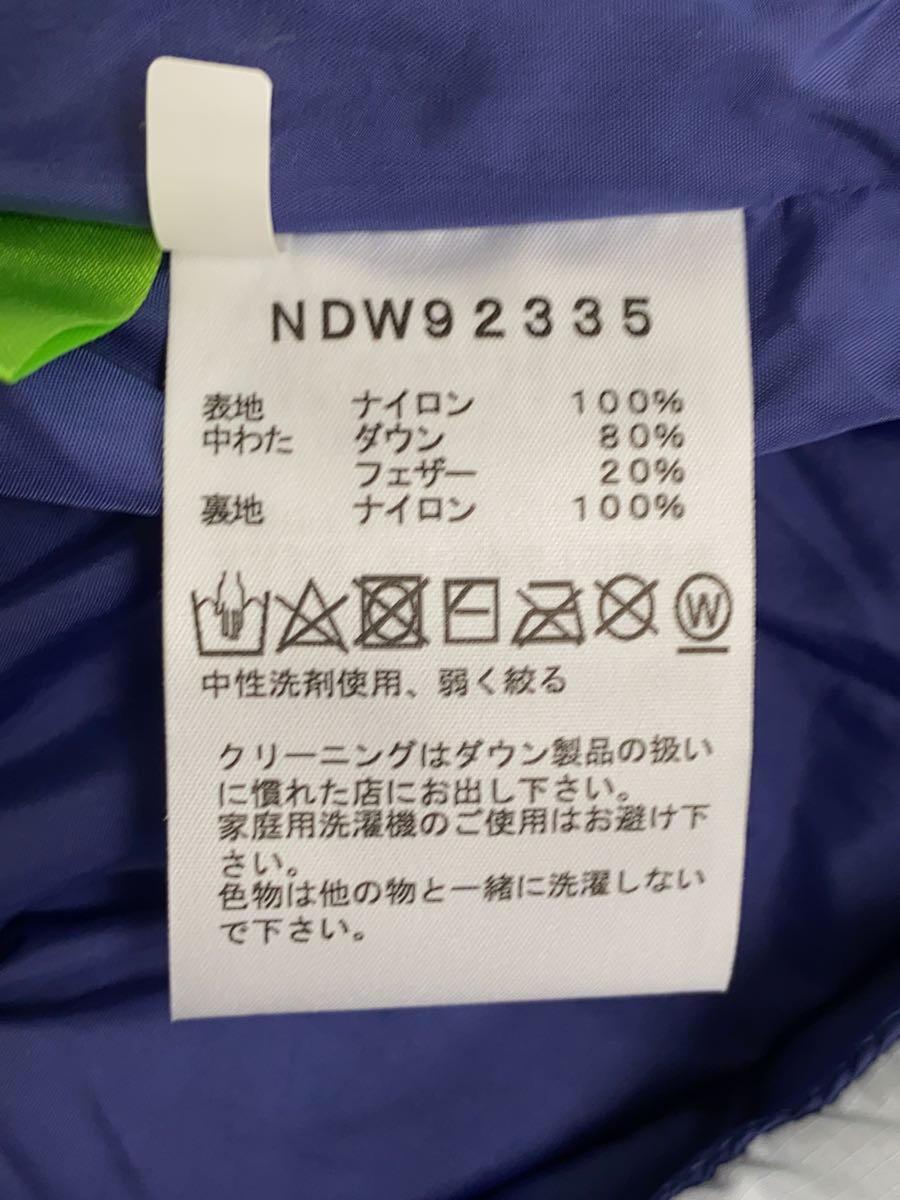 NDW92335
表地 ナイロン 100%
中わた ダウン 80%
フェザー 20%
裏地 ナイロン 100%
W
中性洗剤使用、弱く絞る
クリーニングはダウン製品の扱い
に慣れた店にお出し下さい。
家庭用洗濯機のご使用はお避け下
さい。
色物は他の物と一緒に洗濯しない
で下さい。